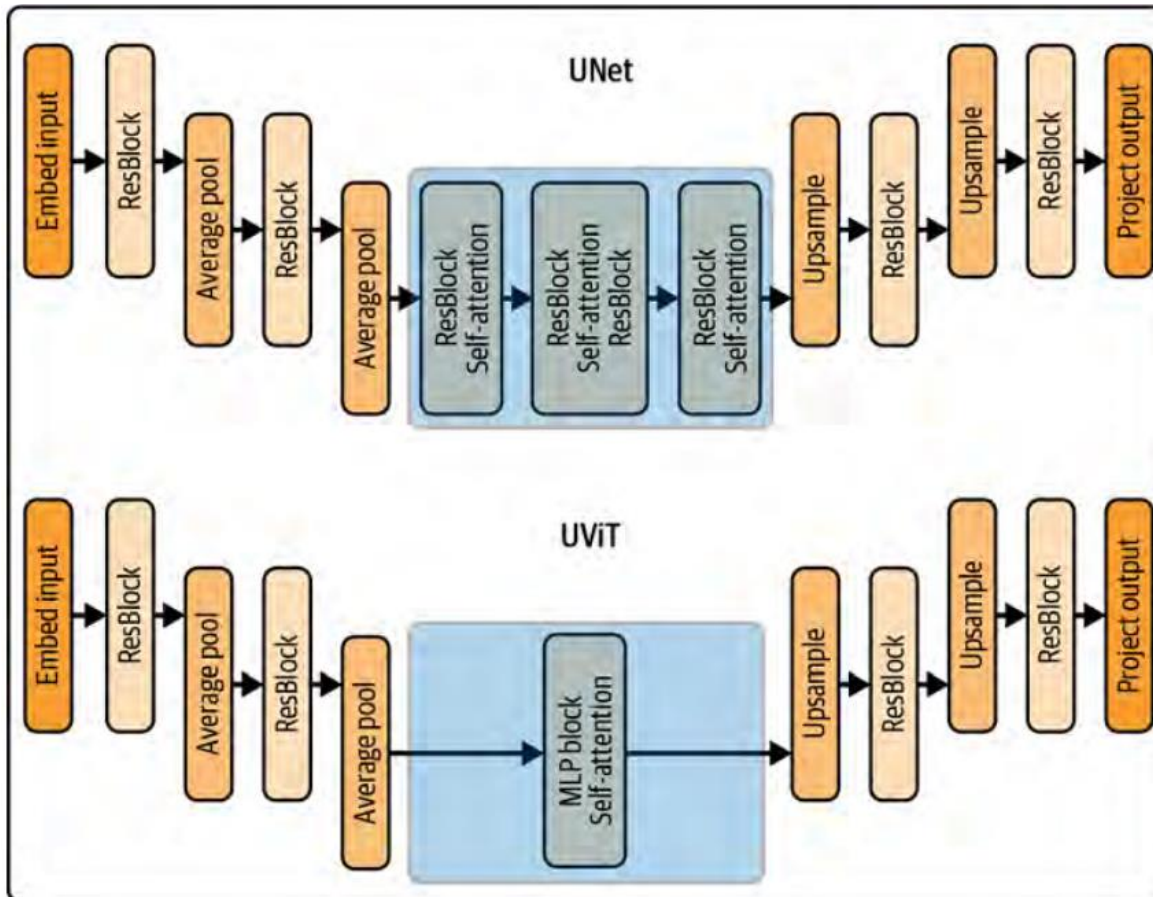 UNet
Embed input
ResBlock
Average pool
ResBlock
Average pool
ResBlock
Self-attention
ResBlock
Self-attention
ResBlock
ResBlock
Self-attention
Upsample
ResBlock
Upsample
ResBlock
Project output
UViT
Embed input
ResBlock
Average pool
ResBlock
Average pool
MLP block
Self-attention
Upsample
ResBlock
Upsample
ResBlock
Project output